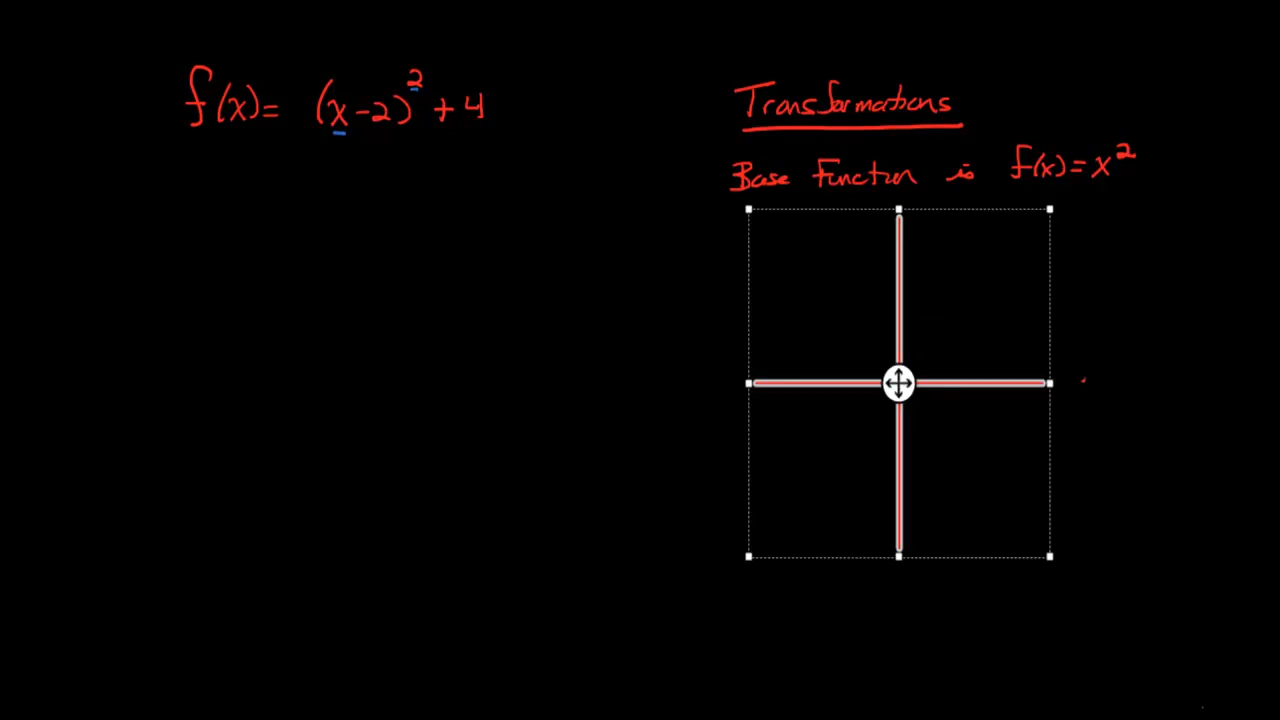 f(x) = (x-2)² + 4
Transformations
Base Function is f(x) = x²